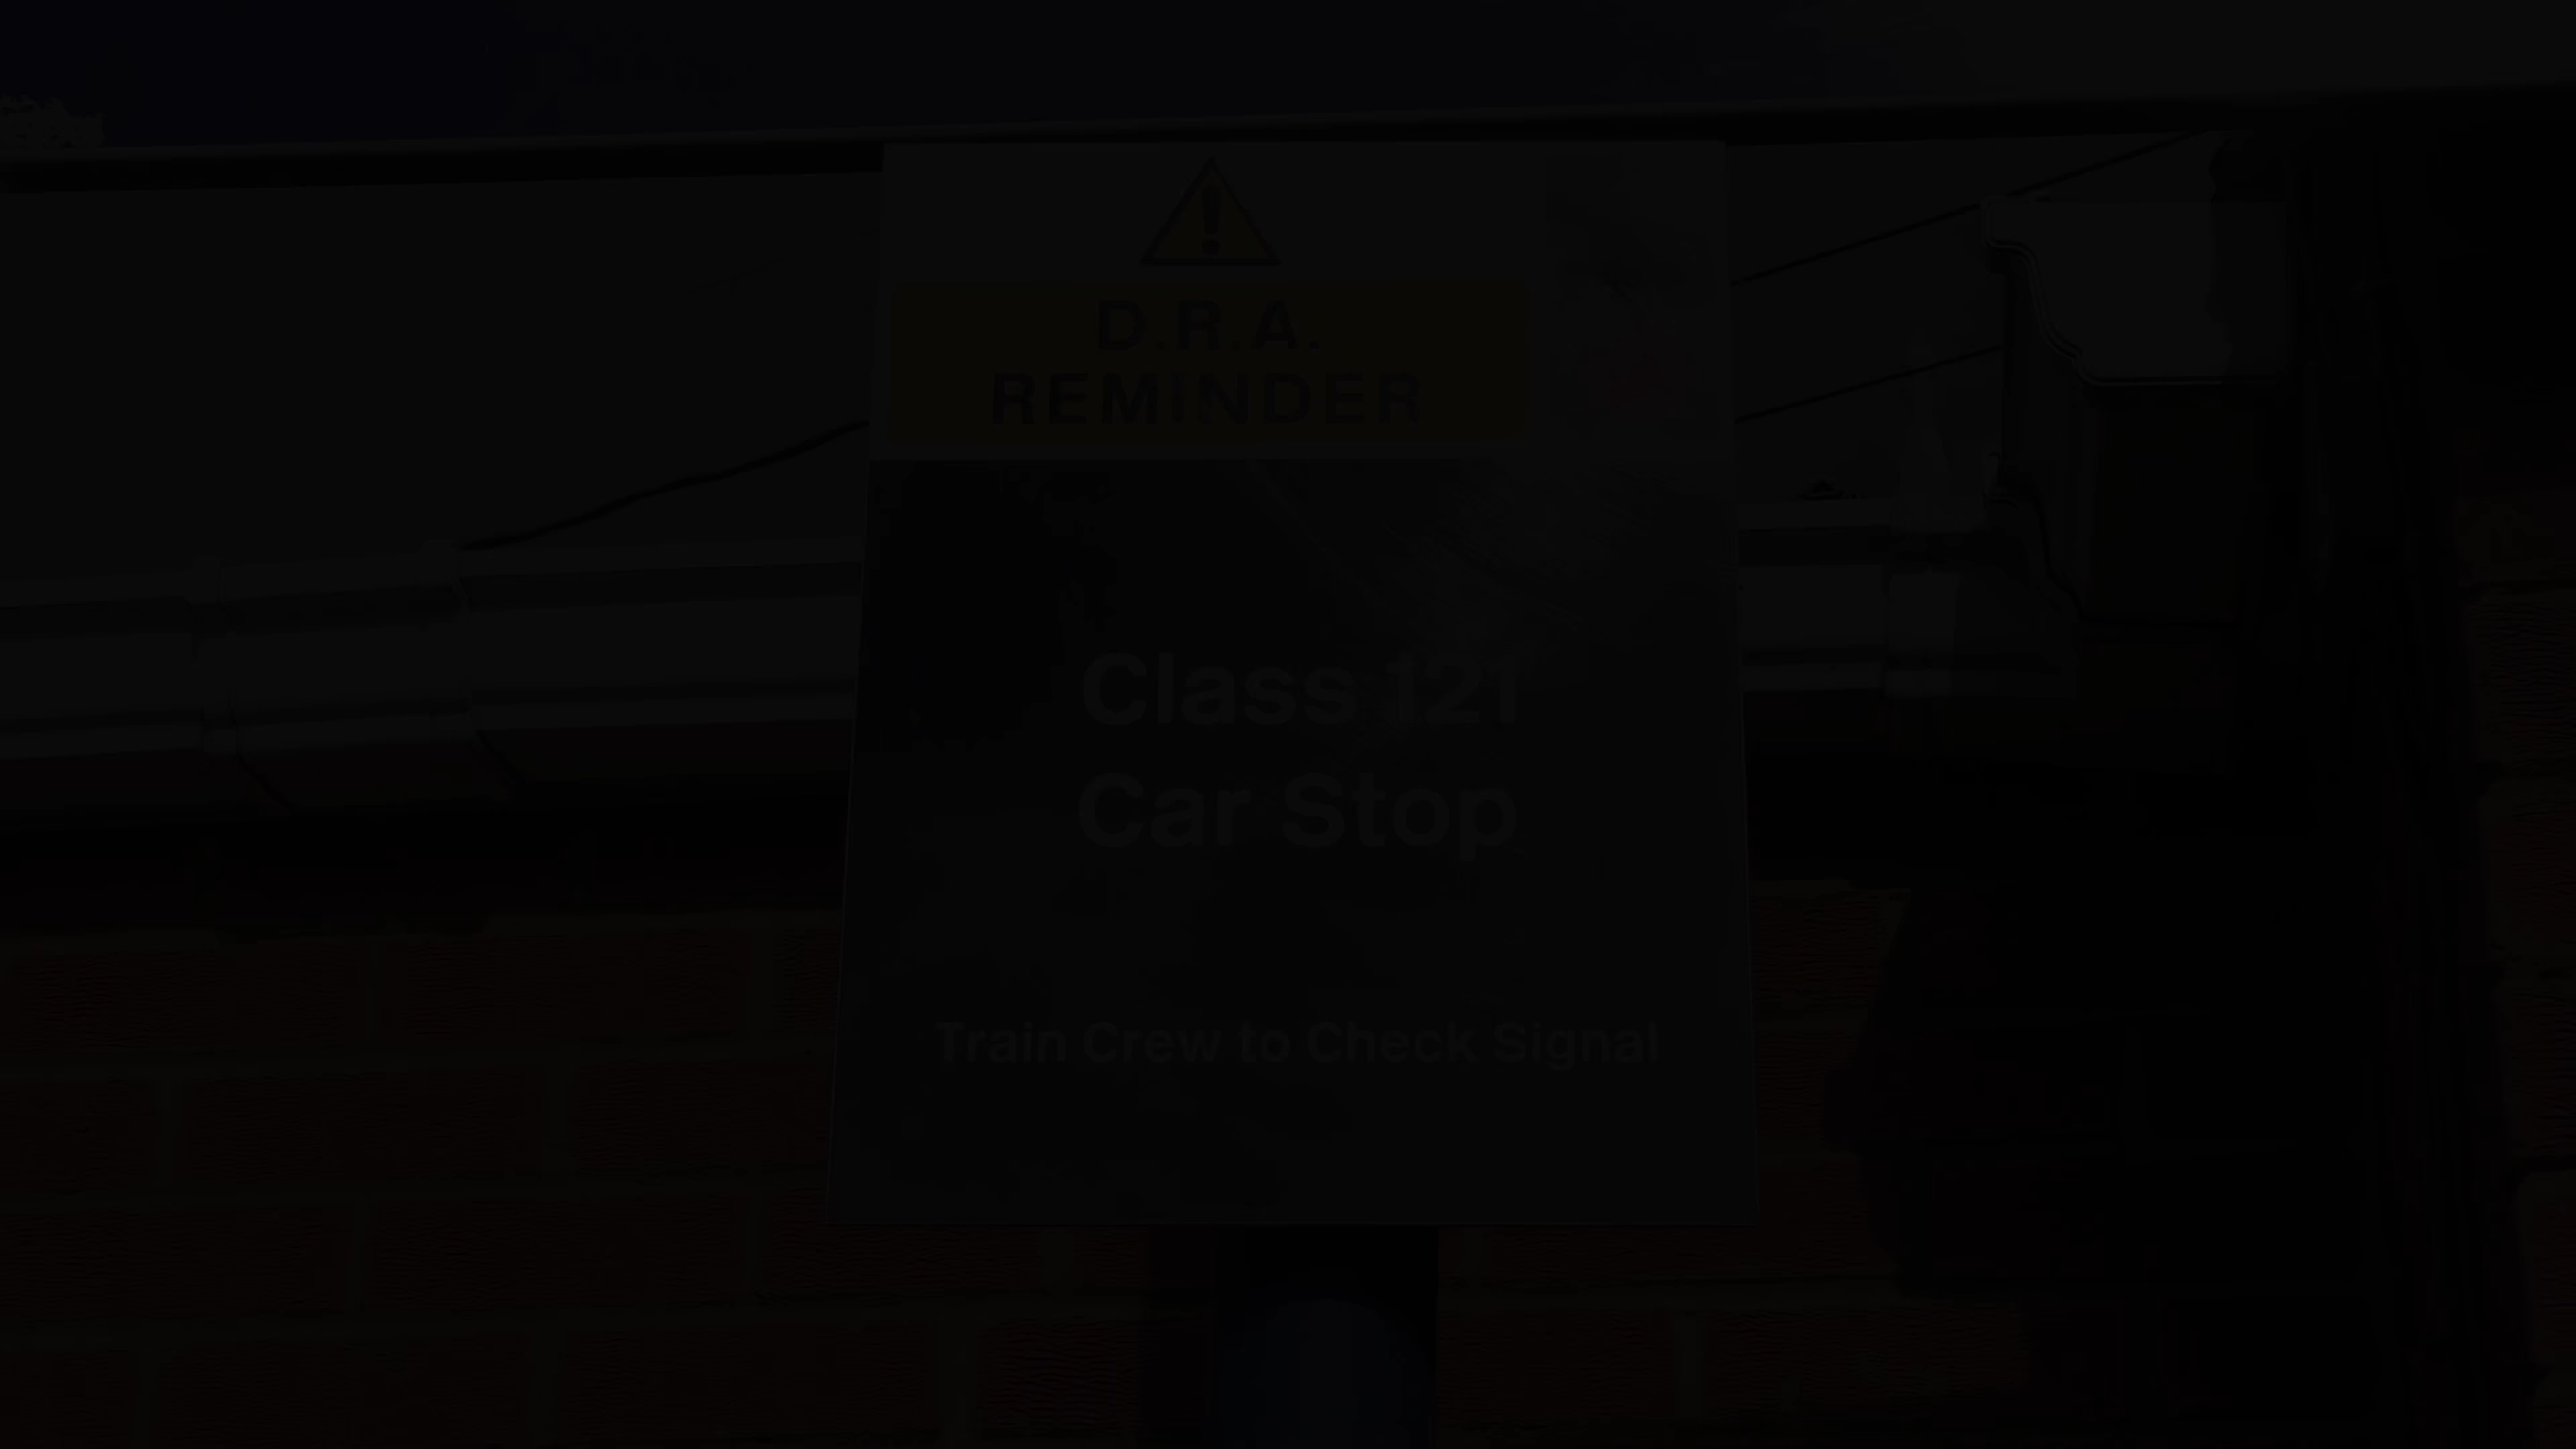 D.R.A.
REMINDER
Class 121
Car Stop
Train Crew to Check Signal